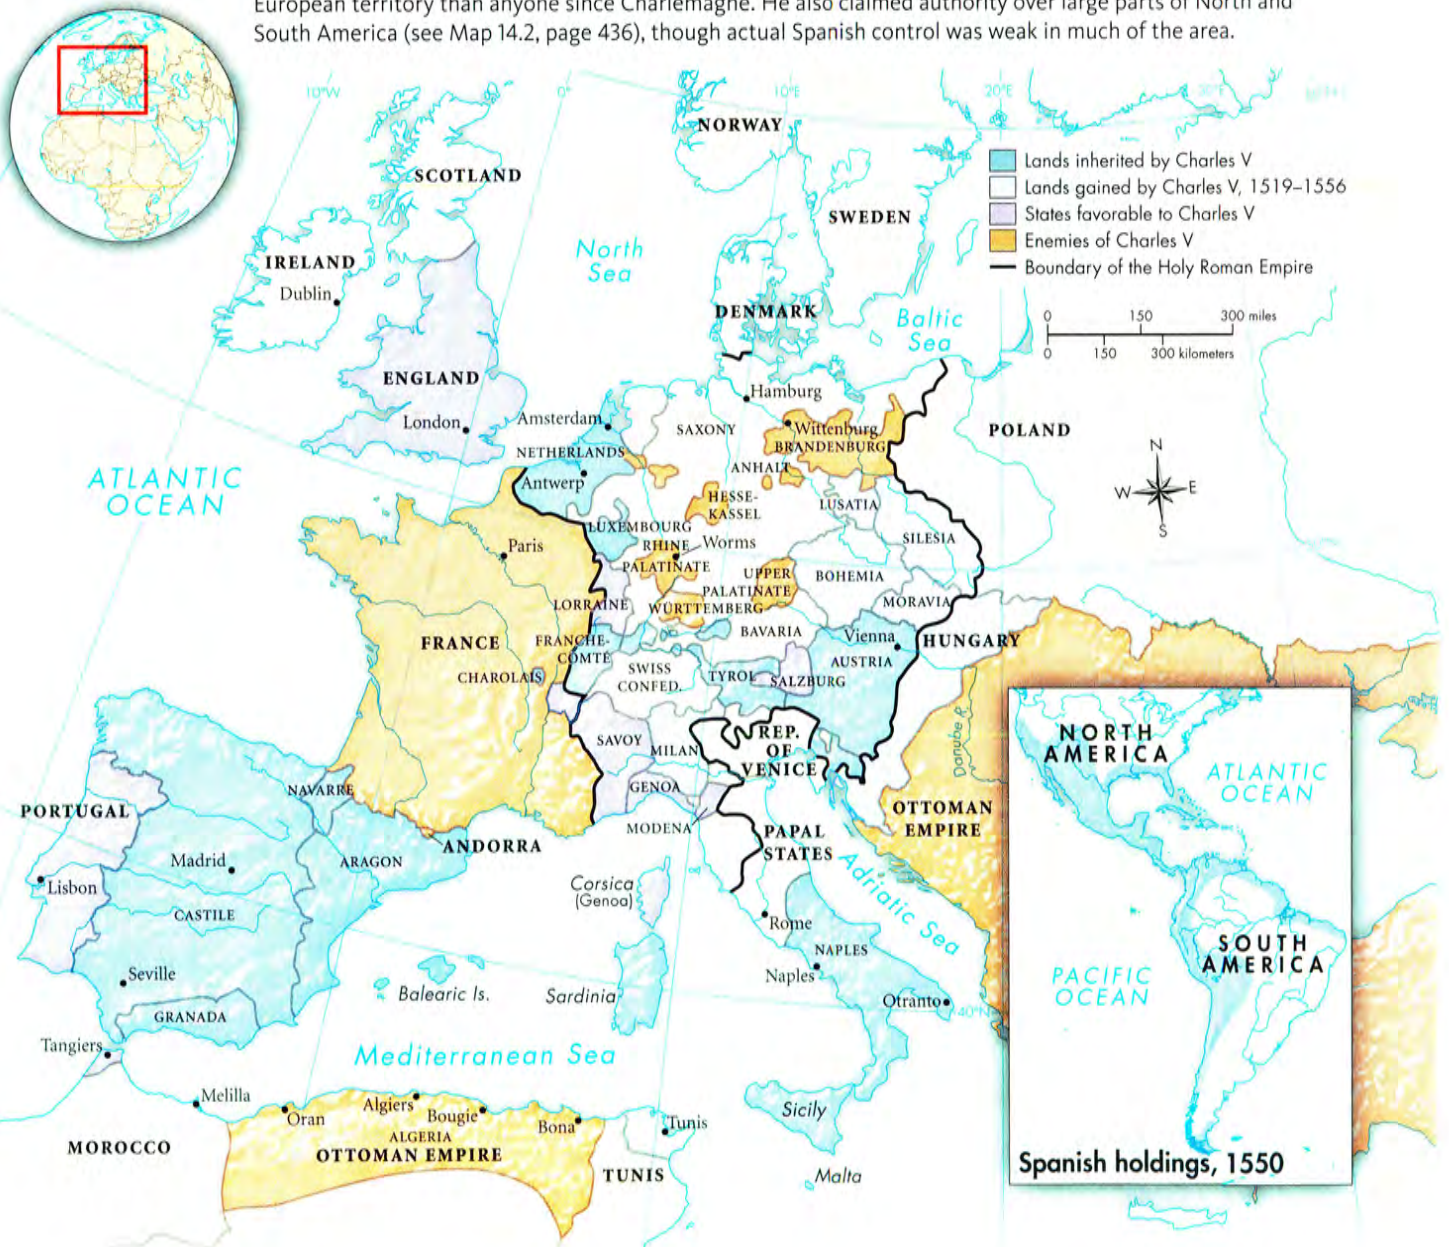 European territory than anyone since Charlemagne. He also claimed authority over large parts of North and
South America (see Map 14.2, page 436), though actual Spanish control was weak in much of the area.
10°W
0°
10°E
20°E
30°E
NORWAY
SCOTLAND
SWEDEN
Lands inherited by Charles V
Lands gained by Charles V, 1519–1556
States favorable to Charles V
Enemies of Charles V
Boundary of the Holy Roman Empire
North
Sea
IRELAND
Dublin
DENMARK
Baltic
Sea
0 150 300 miles
0 150 300 kilometers
ENGLAND
London
Hamburg
Amsterdam
SAXONY
Wittenburg
BRANDENBURG
POLAND
N
W
E
S
NETHERLANDS
ANHALT
ATLANTIC
OCEAN
Antwerp
HESSE-
KASSEL
LUSATIA
LUXEMBOURG
SILESIA
Paris
RHINE
PALATINATE
Worms
UPPER
PALATINATE
BOHEMIA
MORAVIA
LORRAINE
WÜRTTEMBERG
FRANCE
FRANCHE-
COMTÉ
BAVARIA
Vienna
HUNGARY
AUSTRIA
CHAROLAIS
SWISS
CONFED.
TYROL
SALZBURG
SAVOY
MILAN
REP.
OF
VENICE
Danube R.
NAVARRE
GENOA
PORTUGAL
MODENA
OTTOMAN
EMPIRE
ANDORRA
PAPAL
STATES
Madrid
ARAGON
Adriatic Sea
Lisbon
Corsica
(Genoa)
CASTILE
Rome
NAPLES
Seville
Balearic Is.
Sardinia
Naples
Otranto
40°N
GRANADA
Tangiers
Mediterranean Sea
Melilla
Oran
Algiers
Bougie
Bona
Tunis
Sicily
MOROCCO
ALGERIA
OTTOMAN EMPIRE
TUNIS
Malta
NORTH
AMERICA
ATLANTIC
OCEAN
PACIFIC
OCEAN
SOUTH
AMERICA
Spanish holdings, 1550